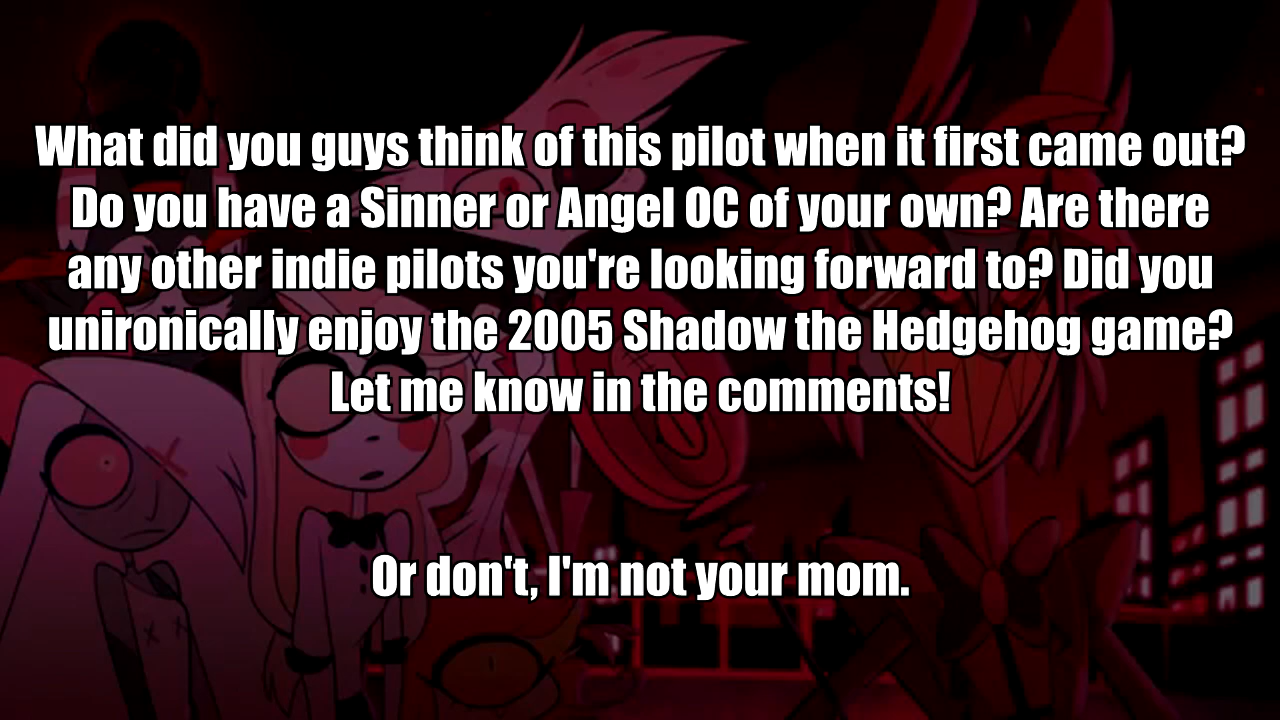 What did you guys think of this pilot when it first came out?
Do you have a Sinner or Angel OC of your own? Are there
any other indie pilots you're looking forward to? Did you
unironically enjoy the 2005 Shadow the Hedgehog game?
Let me know in the comments!
Or don't, I'm not your mom.